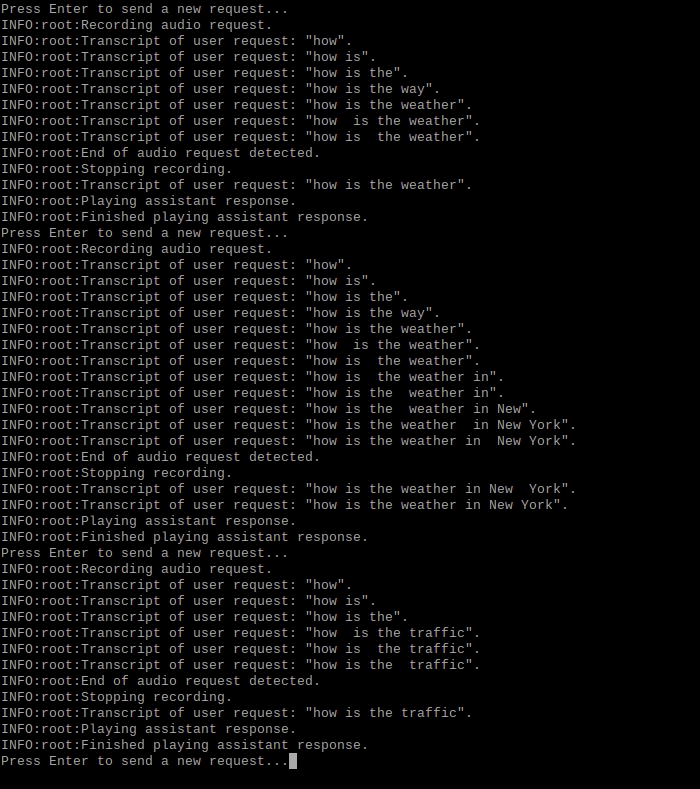 Press Enter to send a new request...
INFO:root:Recording audio request.
INFO:root:Transcript of user request: "how".
INFO:root:Transcript of user request: "how is".
INFO:root:Transcript of user request: "how is the".
INFO:root:Transcript of user request: "how is the way".
INFO:root:Transcript of user request: "how is the weather".
INFO:root:Transcript of user request: "how  is the weather".
INFO:root:Transcript of user request: "how is  the weather".
INFO:root:End of audio request detected.
INFO:root:Stopping recording.
INFO:root:Transcript of user request: "how is the weather".
INFO:root:Playing assistant response.
INFO:root:Finished playing assistant response.
Press Enter to send a new request...
INFO:root:Recording audio request.
INFO:root:Transcript of user request: "how".
INFO:root:Transcript of user request: "how is".
INFO:root:Transcript of user request: "how is the".
INFO:root:Transcript of user request: "how is the way".
INFO:root:Transcript of user request: "how is the weather".
INFO:root:Transcript of user request: "how  is the weather".
INFO:root:Transcript of user request: "how is  the weather".
INFO:root:Transcript of user request: "how is  the weather in".
INFO:root:Transcript of user request: "how is the  weather in".
INFO:root:Transcript of user request: "how is the  weather in New".
INFO:root:Transcript of user request: "how is the weather  in New York".
INFO:root:Transcript of user request: "how is the weather in  New York".
INFO:root:End of audio request detected.
INFO:root:Stopping recording.
INFO:root:Transcript of user request: "how is the weather in New  York".
INFO:root:Transcript of user request: "how is the weather in New York".
INFO:root:Playing assistant response.
INFO:root:Finished playing assistant response.
Press Enter to send a new request...
INFO:root:Recording audio request.
INFO:root:Transcript of user request: "how".
INFO:root:Transcript of user request: "how is".
INFO:root:Transcript of user request: "how is the".
INFO:root:Transcript of user request: "how  is the traffic".
INFO:root:Transcript of user request: "how is  the traffic".
INFO:root:Transcript of user request: "how is the  traffic".
INFO:root:End of audio request detected.
INFO:root:Stopping recording.
INFO:root:Transcript of user request: "how is the traffic".
INFO:root:Playing assistant response.
INFO:root:Finished playing assistant response.
Press Enter to send a new request...